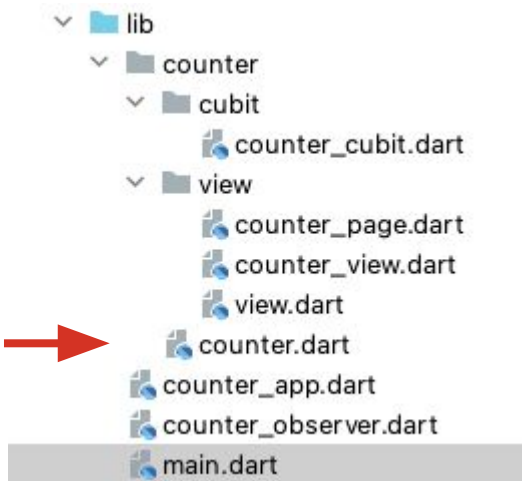 lib
counter
cubit
counter_cubit.dart
view
counter_page.dart
counter_view.dart
view.dart
counter.dart
counter_app.dart
counter_observer.dart
main.dart